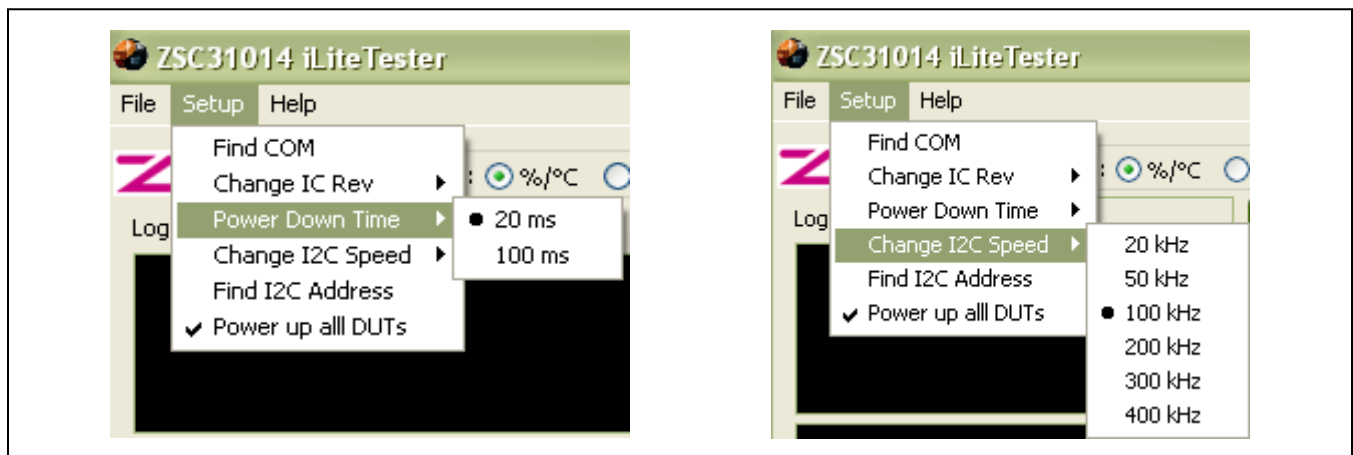 ZSC31014 iLiteTester
File Setup Help
Find COM
Change IC Rev
: %/°C
Log
Power Down Time
20 ms
100 ms
Change I2C Speed
Find I2C Address
Power up alll DUTs
ZSC31014 iLiteTester
File Setup Help
Find COM
Change IC Rev
: %/°C
Log
Power Down Time
Change I2C Speed
20 kHz
50 kHz
100 kHz
200 kHz
300 kHz
400 kHz
Find I2C Address
Power up alll DUTs